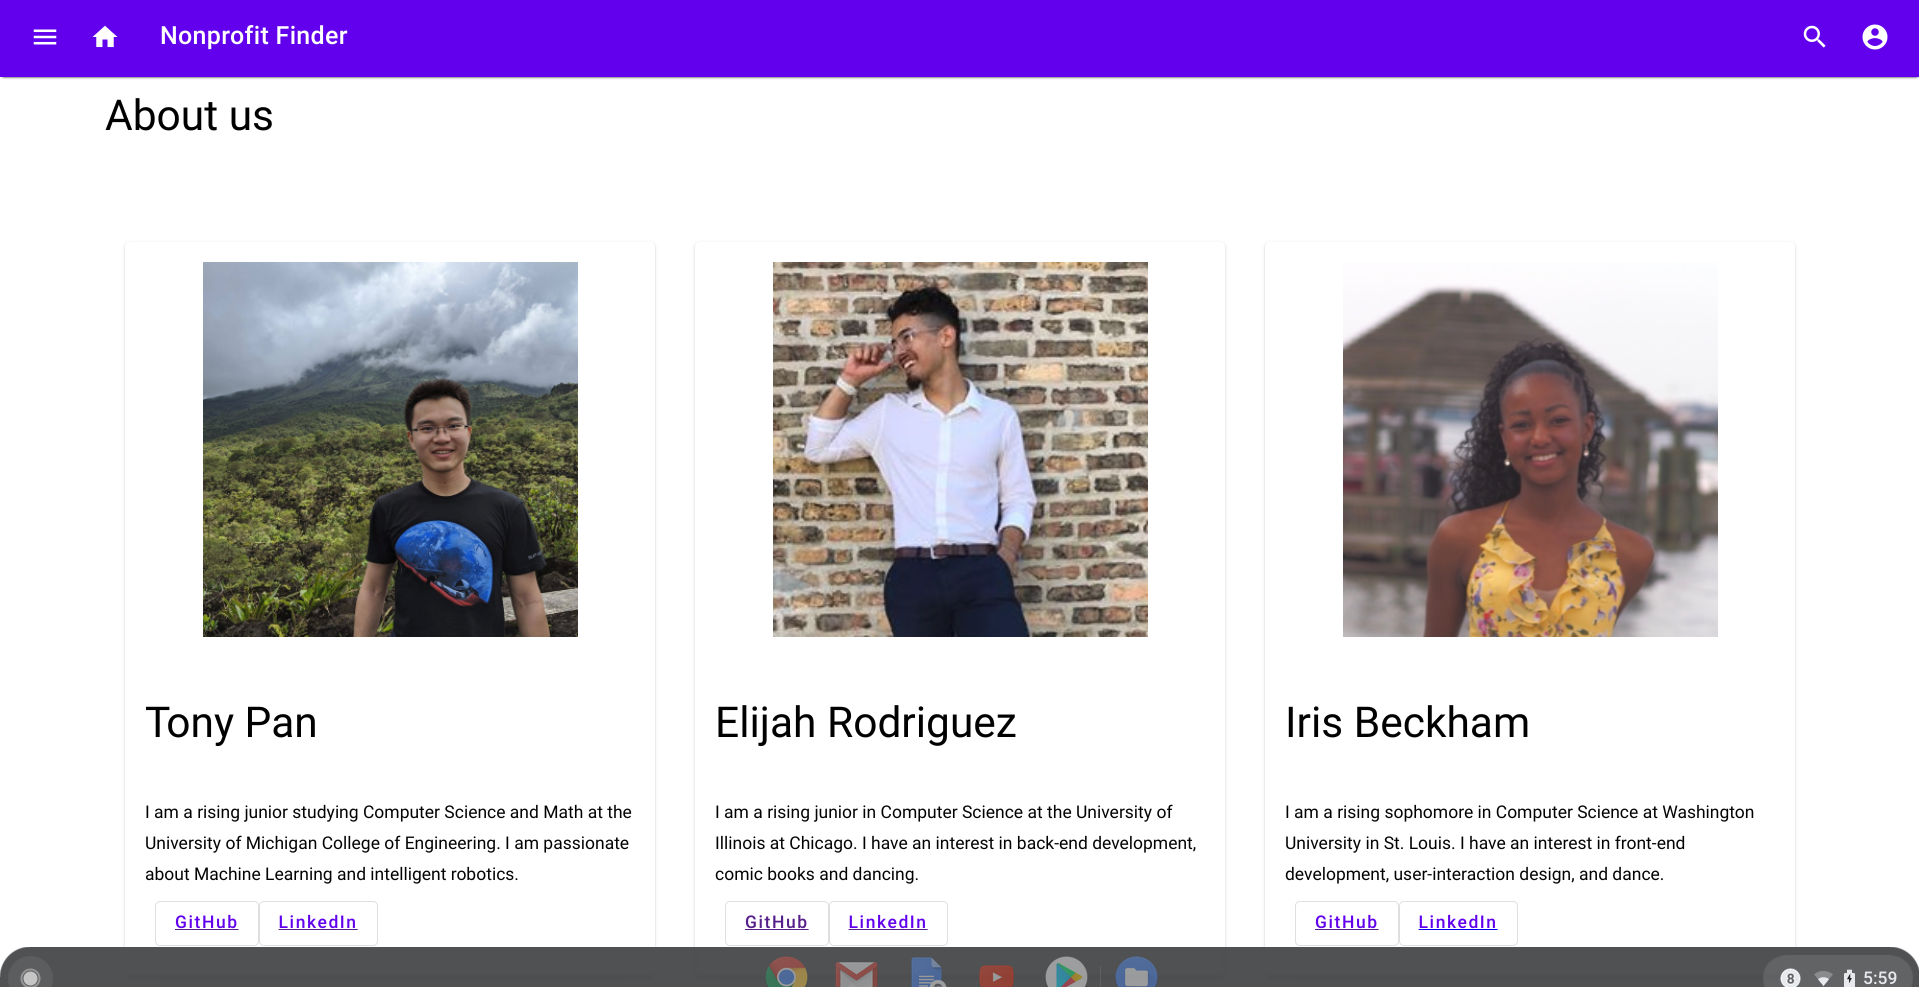 Nonprofit Finder
About us
Tony Pan
I am a rising junior studying Computer Science and Math at the
University of Michigan College of Engineering. I am passionate
about Machine Learning and intelligent robotics.
GitHub LinkedIn
Elijah Rodriguez
I am a rising junior in Computer Science at the University of
Illinois at Chicago. I have an interest in back-end development,
comic books and dancing.
GitHub LinkedIn
Iris Beckham
I am a rising sophomore in Computer Science at Washington
University in St. Louis. I have an interest in front-end
development, user-interaction design, and dance.
GitHub LinkedIn
8 5:59